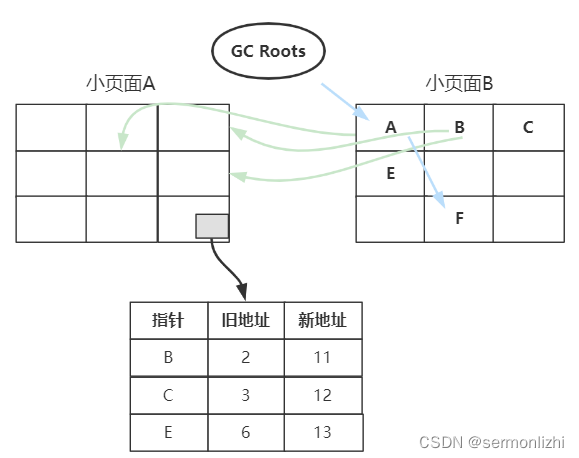 GC Roots
小页面A
小页面B
A B C
E
F
指针 旧地址 新地址
B 2 11
C 3 12
E 6 13
CSDN @sermonlizhi